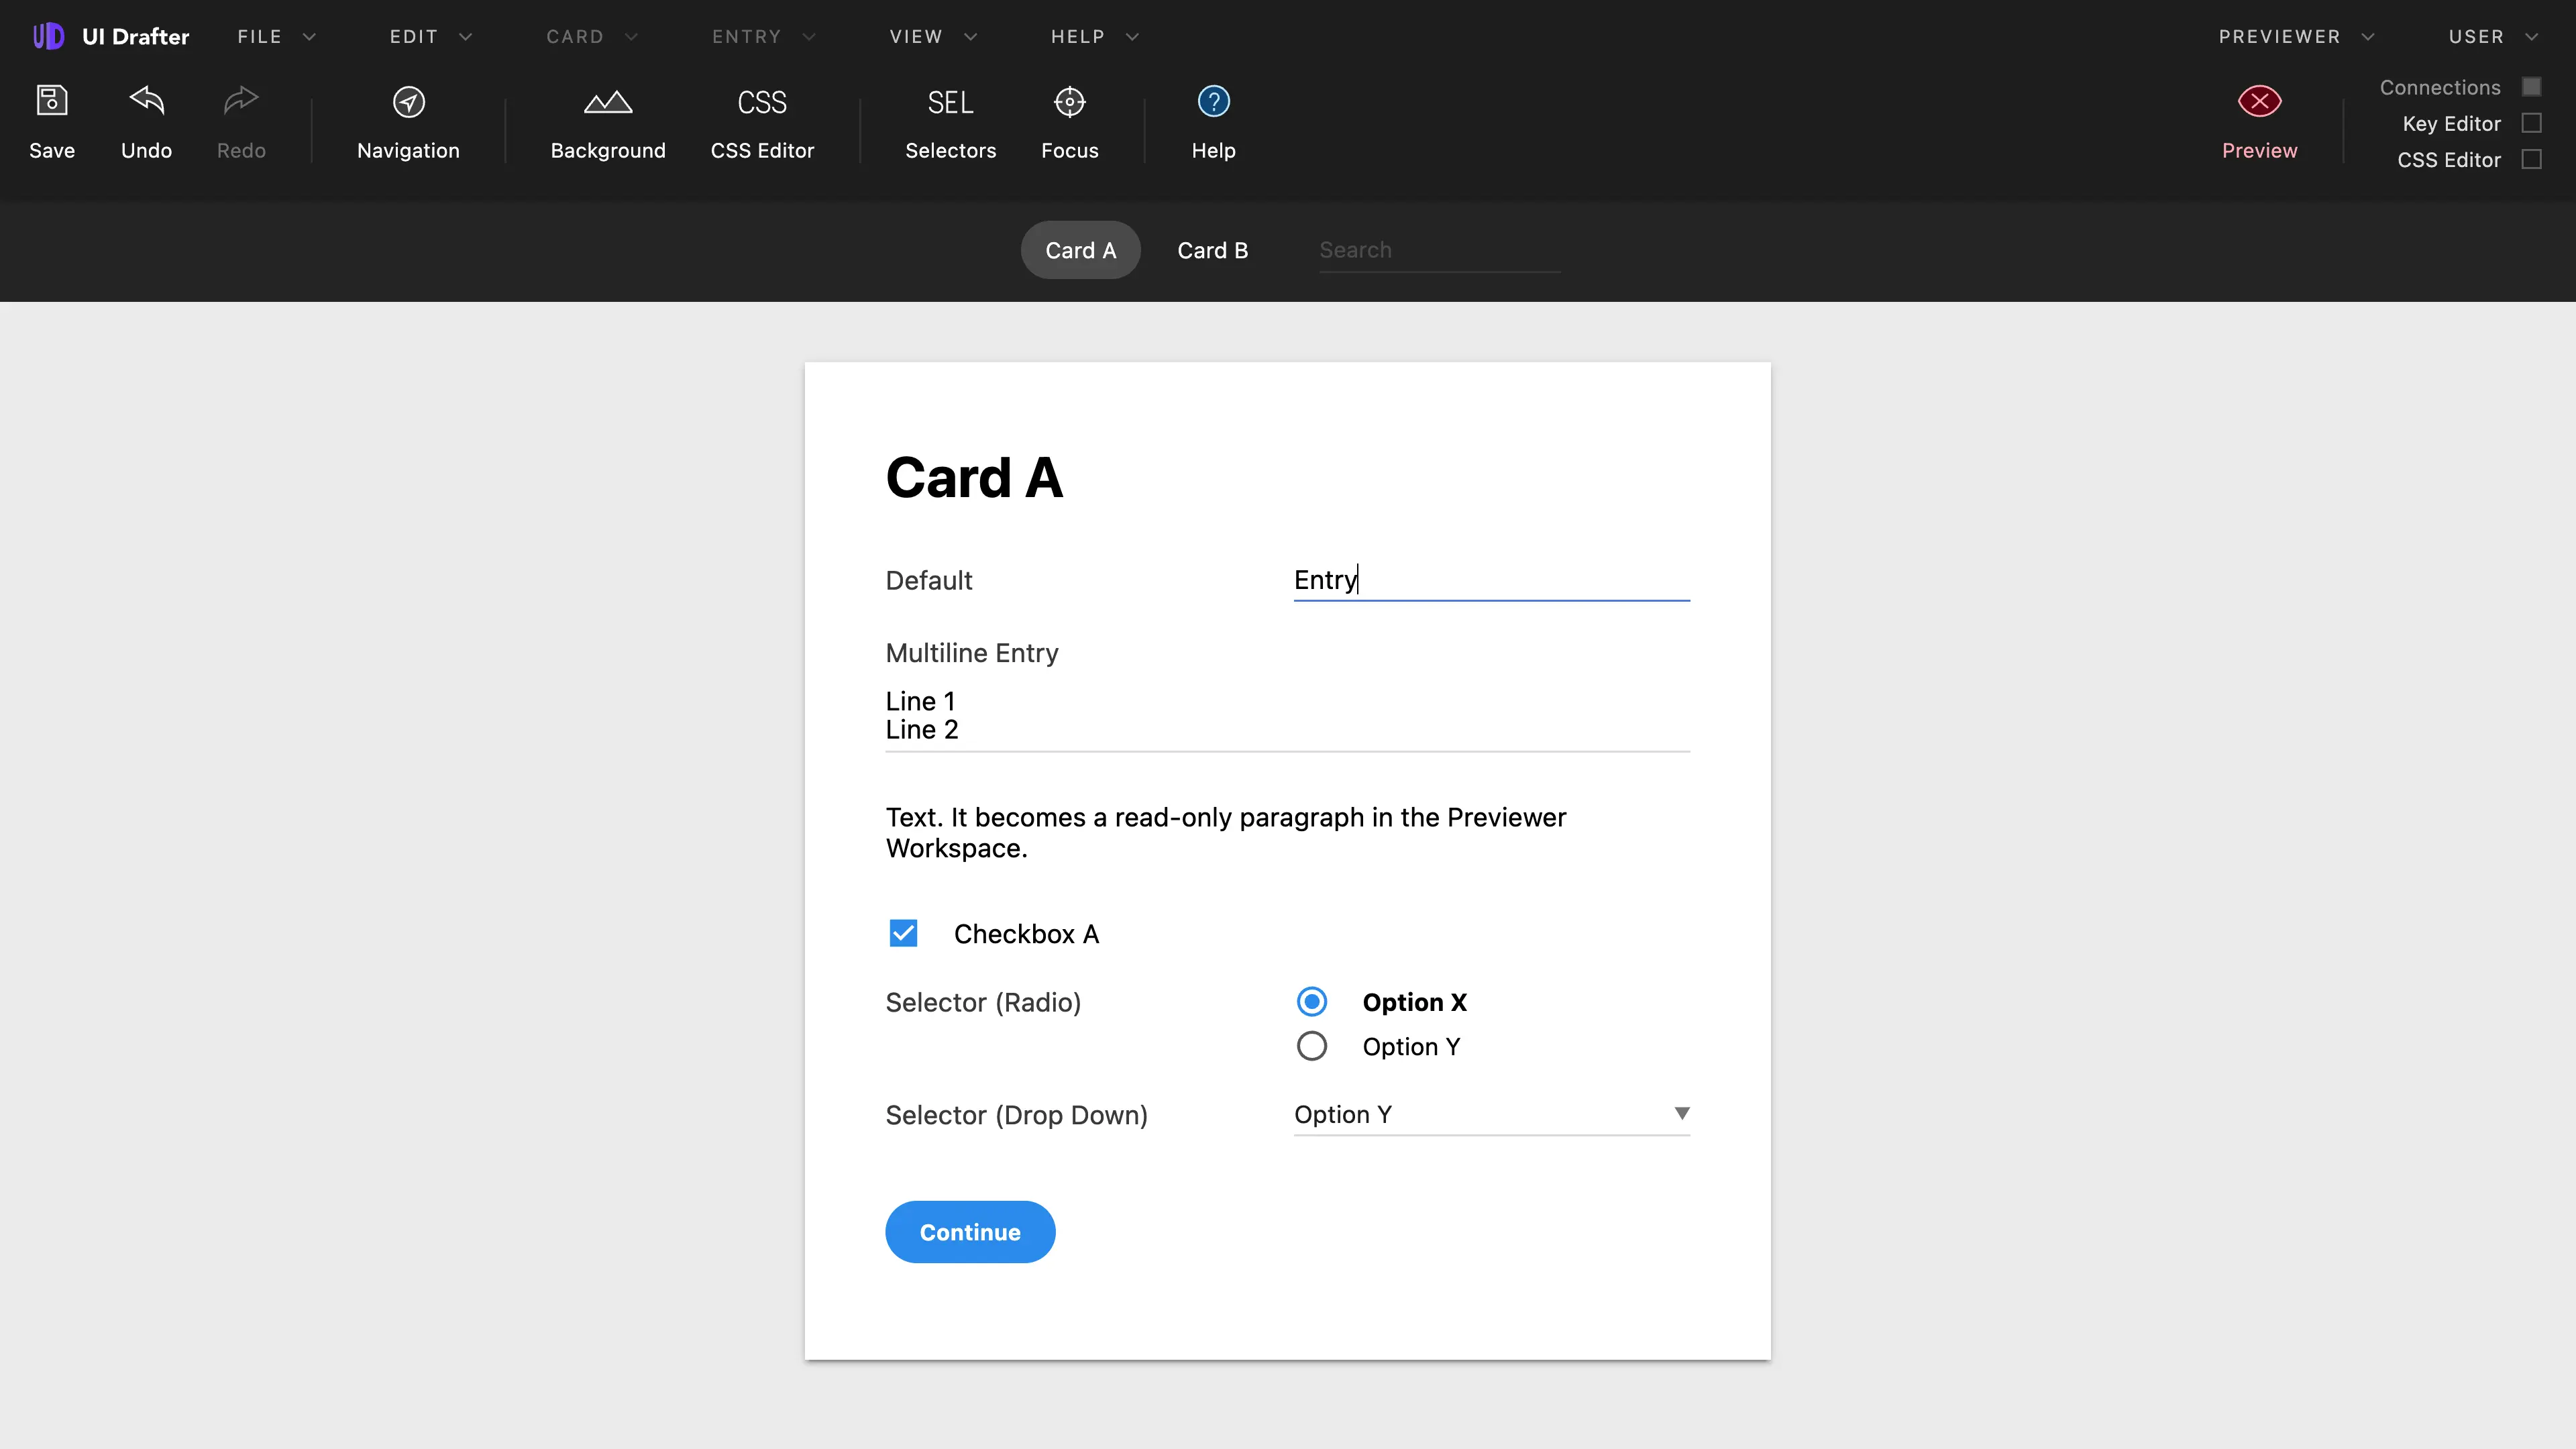 UI Drafter
FILE
EDIT
CARD
ENTRY
VIEW
HELP
PREVIEWER
USER
Save
Undo
Redo
Navigation
Background
CSS
CSS Editor
SEL
Selectors
Focus
?
Help
Preview
Connections
Key Editor
CSS Editor
Card A
Card B
Search
Card A
Default
Entry
Multiline Entry
Line 1
Line 2
Text. It becomes a read-only paragraph in the Previewer
Workspace.
Checkbox A
Selector (Radio)
Option X
Option Y
Selector (Drop Down)
Option Y
Continue